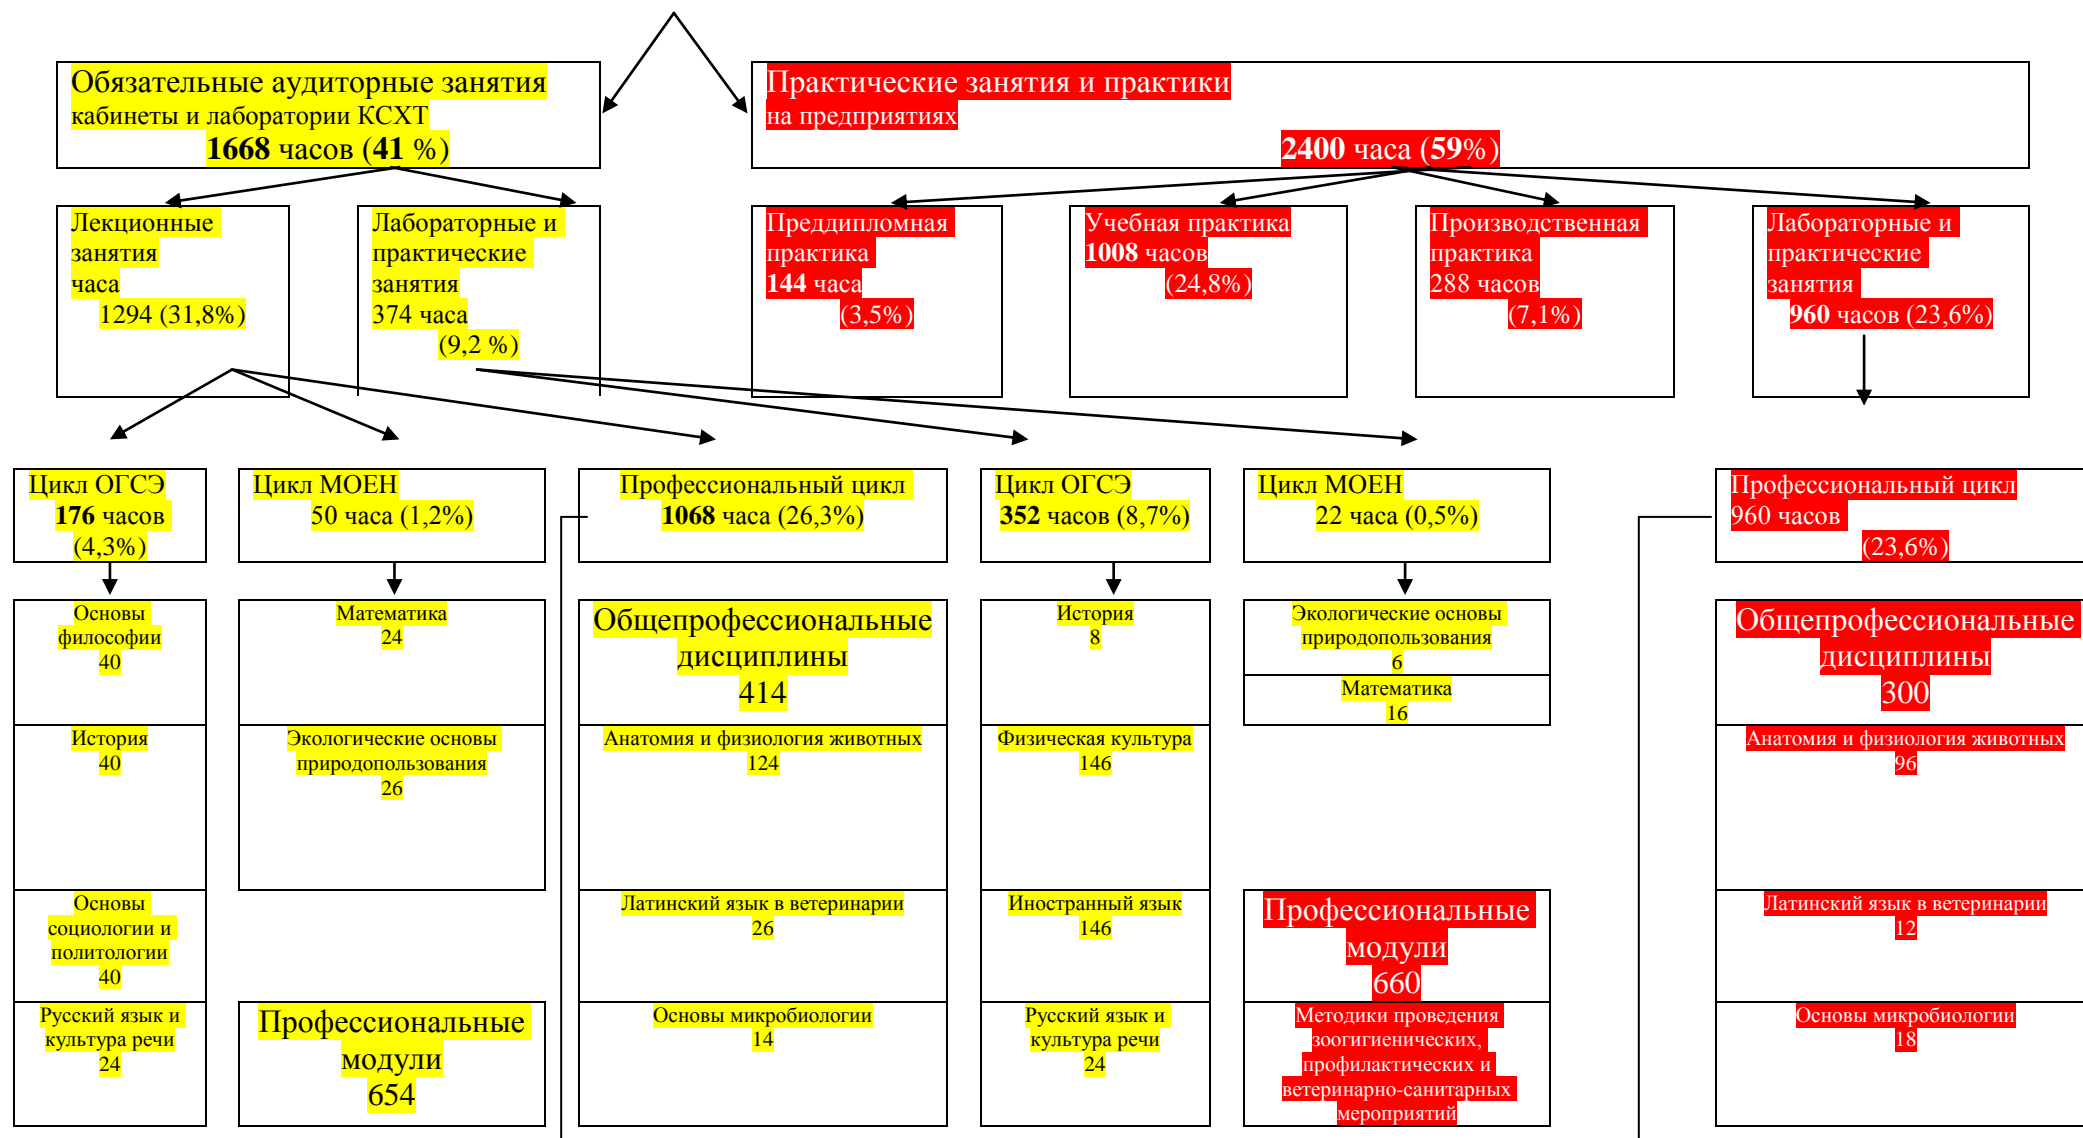 Обязательные аудиторные занятия
кабинеты и лаборатории КСХТ
1668 часов (41 %)
Практические занятия и практики
на предприятиях
2400 часа (59%)
Лекционные
занятия
часа
1294 (31,8%)
Лабораторные и
практические
занятия
374 часа
(9,2 %)
Преддипломная
практика
144 часа
(3,5%)
Учебная практика
1008 часов
(24,8%)
Производственная
практика
288 часов
(7,1%)
Лабораторные и
практические
занятия
960 часов (23,6%)
Цикл ОГСЭ
176 часов
(4,3%)
Цикл МОЕН
50 часа (1,2%)
Профессиональный цикл
1068 часа (26,3%)
Цикл ОГСЭ
352 часов (8,7%)
Цикл МОЕН
22 часа (0,5%)
Профессиональный цикл
960 часов
(23,6%)
Основы
философии
40
Математика
24
Общепрофессиональные
дисциплины
414
История
8
Экологические основы
природопользования
6
Математика
16
Общепрофессиональные
дисциплины
300
История
40
Экологические основы
природопользования
26
Анатомия и физиология животных
124
Физическая культура
146
Анатомия и физиология животных
96
Основы
социологии и
политологии
40
Латинский язык в ветеринарии
26
Иностранный язык
146
Профессиональные
модули
660
Латинский язык в ветеринарии
12
Русский язык и
культура речи
24
Профессиональные
модули
654
Основы микробиологии
14
Русский язык и
культура речи
24
Методики проведения
зоогигиенических,
профилактических и
ветеринарно-санитарных
мероприятий
Основы микробиологии
18